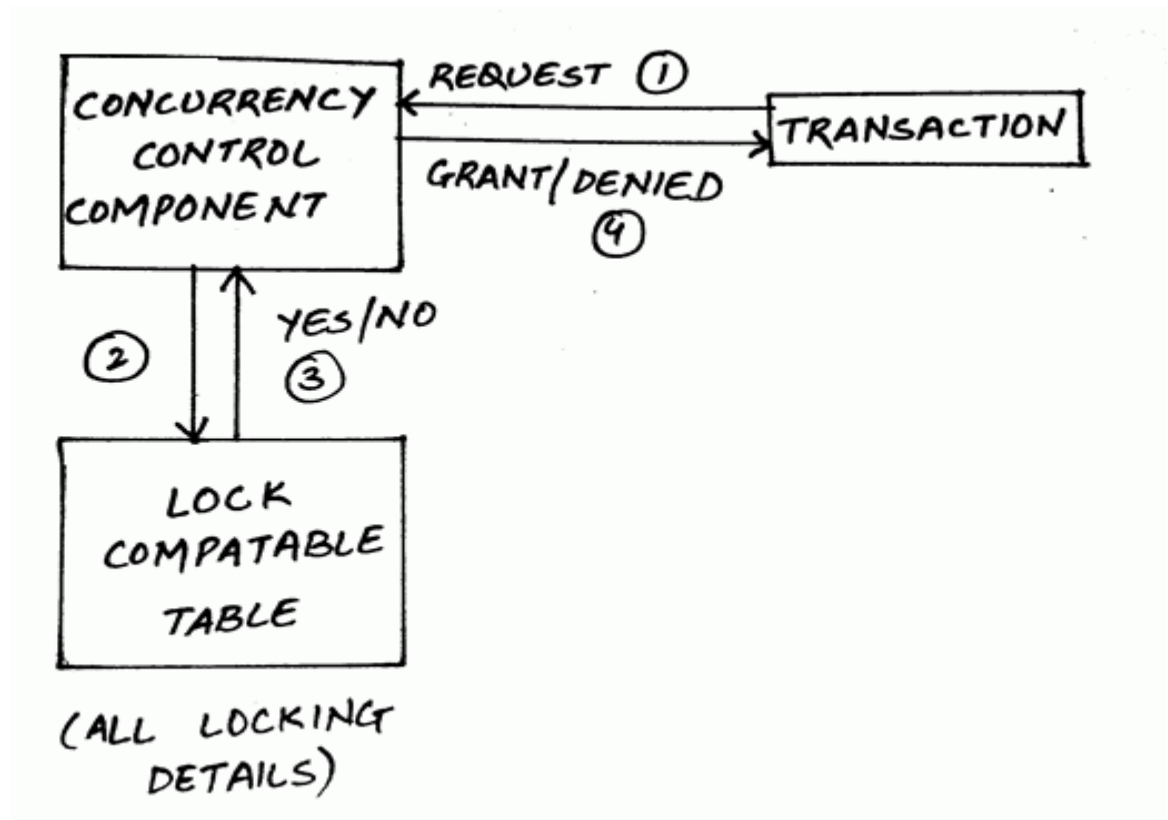 CONCURRENCY
CONTROL
COMPONENT
REQUEST ①
TRANSACTION
GRANT/DENIED
④
②
YES/NO
③
LOCK
COMPATABLE
TABLE
(ALL LOCKING
DETAILS)